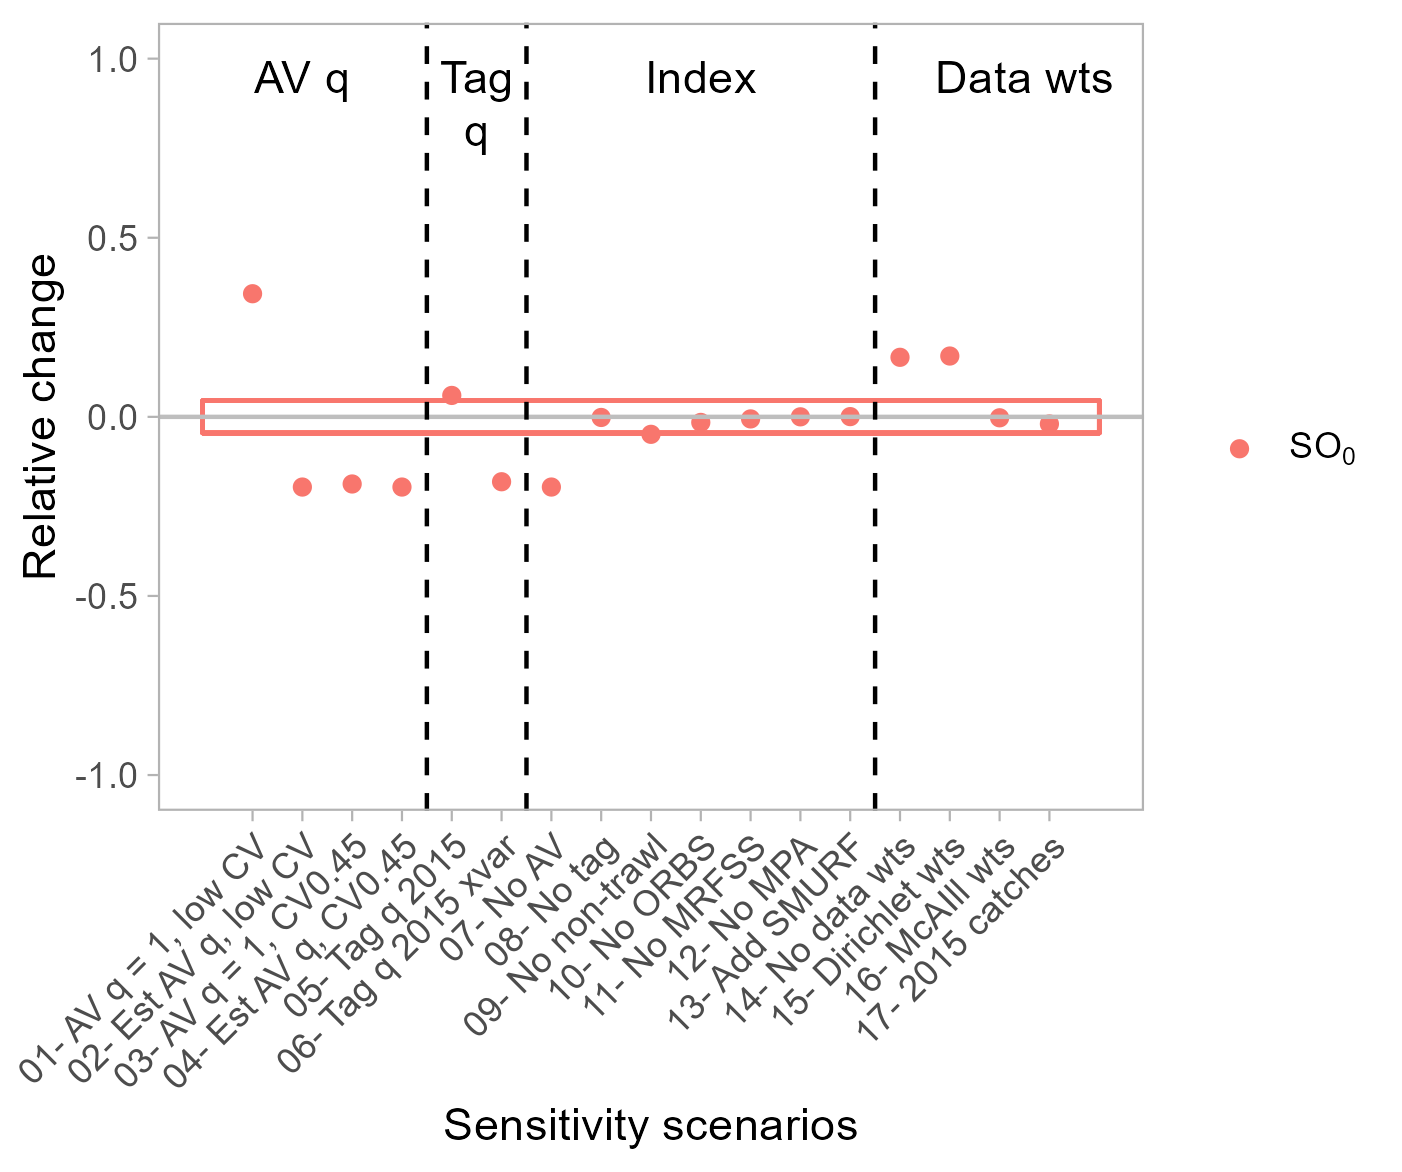 AV q
Tag
q
Index
Data wts
1.0
0.5
0.0
-0.5
-1.0
Relative change
SO0
01- AV q = 1, low CV
02- Est AV q, low CV
03- AV q = 1, CV0.45
04- Est AV q, CV0.45
05- Tag q 2015
06- Tag q 2015 xvar
07- No AV
08- No tag
09- No non-trawl
10- No ORBS
11- No MRFSS
12- No MPA
13- Add SMURF
14- No data wts
15- Dirichlet wts
16- McAlll wts
17- 2015 catches
Sensitivity scenarios